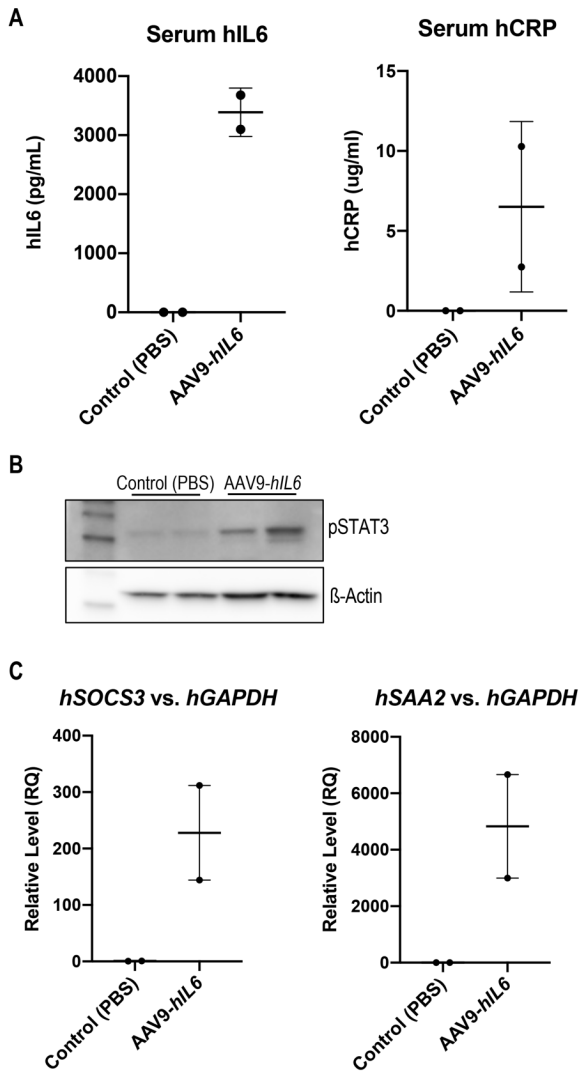 A
Serum hIL6
hIL6 (pg/mL)
4000
3000
2000
1000
0
Control (PBS)
AAV9-hIL6
Serum hCRP
hCRP (ug/ml)
15
10
5
0
Control (PBS)
AAV9-hIL6
B
Control (PBS) AAV9-hIL6
pSTAT3
ß-Actin
C
hSOCS3 vs. hGAPDH
Relative Level (RQ)
400
300
200
100
0
Control (PBS)
AAV9-hIL6
hSAA2 vs. hGAPDH
Relative Level (RQ)
8000
6000
4000
2000
0
Control (PBS)
AAV9-hIL6